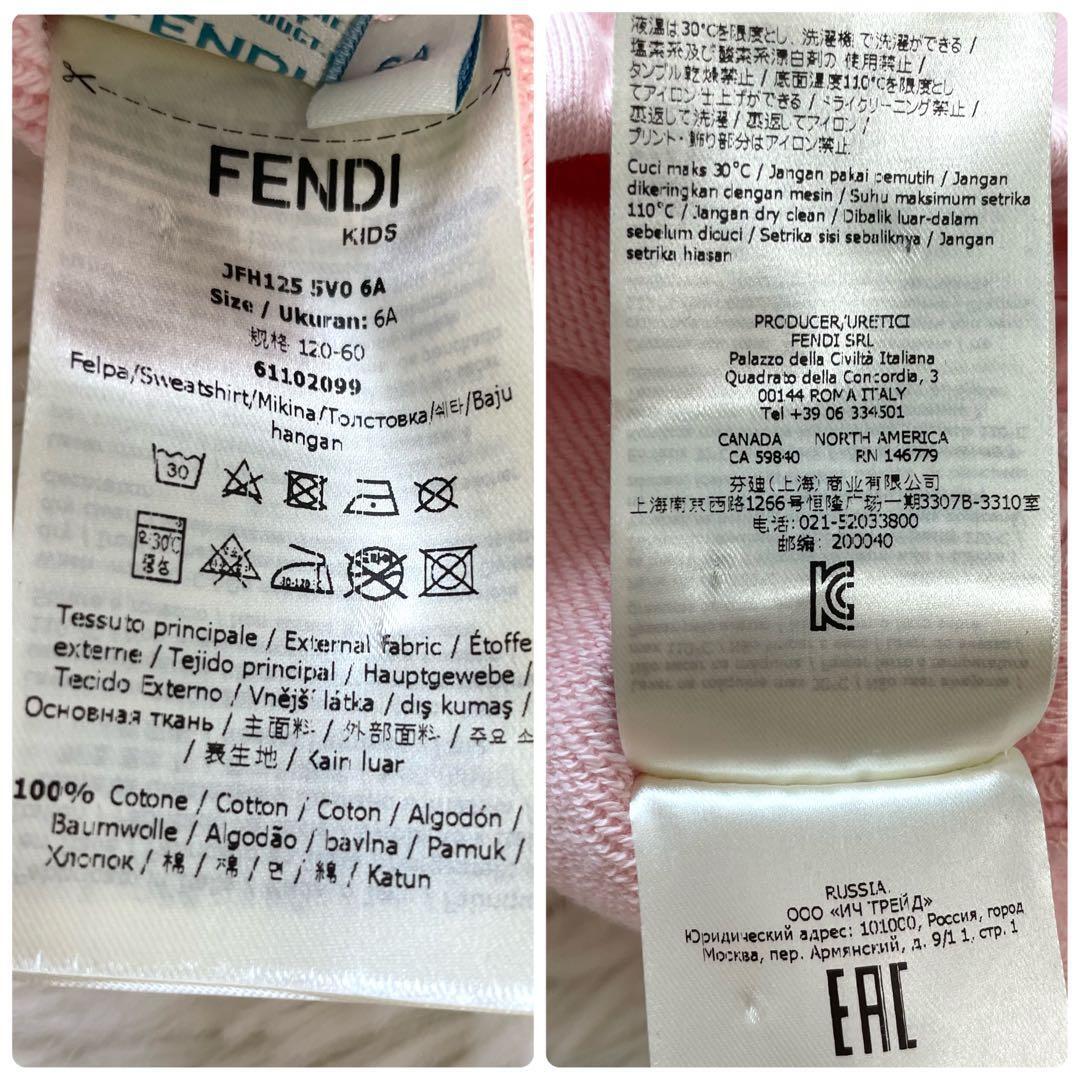 FENDI
6A
FENDI
KIDS
JFH125 5V0 6A
Size / Ukuran: 6A
规格 120-60
61102099
Felpa/Sweatshirt/Mikina/Толстовка/쉐타/Baju
hangan
30
Tessuto principale / External fabric / Étoffe
externe / Tejido principal / Hauptgewebe /
Tecido Externo / Vnější látka / dış kumaş /
Основная ткань / 主面料 / 外部面料 / 주요 소
/ 表生地 / Kain luar
100% Cotone / Cotton / Coton / Algodón /
Baumwolle / Algodão / bavlna / Pamuk /
Хлопок / 棉 / 棉 / 면 / 綿 / Katun
液温は30℃を限度とし、洗濯機で洗濯ができる /
塩素系及び酸素系漂白剤の使用禁止 /
タンブル乾燥禁止 / 底面温度110℃を限度とし
てアイロン仕上げができる / ドライクリーニング禁止 /
裏返して洗濯 / 裏返してアイロン /
プリント・飾り部分はアイロン禁止
Cuci maks 30°C / Jangan pakai pemutih / Jangan
dikeringkan dengan mesin / Suhu maksimum setrika
110°C / Jangan dry clean / Dibalik luar-dalam
sebelum dicuci / Setrika sisi sebaliknya / Jangan
setrika hiasan
PRODUCER/URETICI
FENDI SRL
Palazzo della Civiltà Italiana
Quadrato della Concordia, 3
00144 ROMA ITALY
Tel +39 06 334501
CANADA NORTH AMERICA
CA 59840 RN 146779
芬迪(上海)商业有限公司
上海南京西路1266号恒隆广场一期3307B-3310室
电话: 021-52033800
邮编: 200040
KC
RUSSIA.
ООО «ИЧ ТРЕЙД»
Юридический адрес: 101000, Россия, город
Москва, пер. Армянский, д. 9/1 1, стр. 1
EAC